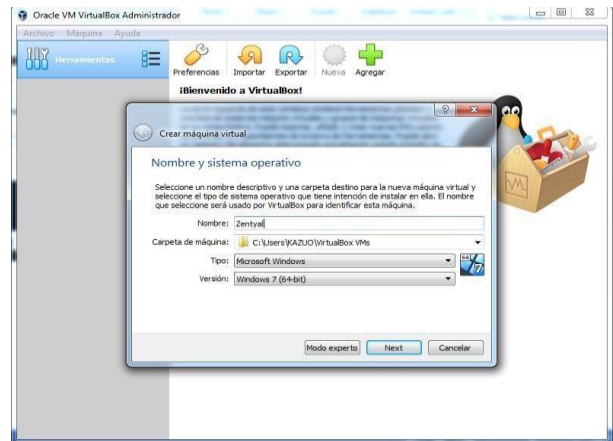 Oracle VM VirtualBox Administrador
Archivo Máquina Ayuda
Herramientas
Preferencias Importar Exportar Nueva Agregar
¡Bienvenido a VirtualBox!
Crear máquina virtual
Nombre y sistema operativo
Seleccione un nombre descriptivo y una carpeta destino para la nueva máquina virtual y
seleccione el tipo de sistema operativo que tiene intención de instalar en ella. El nombre
que seleccione será usado por VirtualBox para identificar esta máquina.
Nombre: Zentyal
Carpeta de máquina: C:\Users\KAZUO\VirtualBox VMs
Tipo: Microsoft Windows
Versión: Windows 7 (64-bit)
64
7
Modo experto Next Cancelar